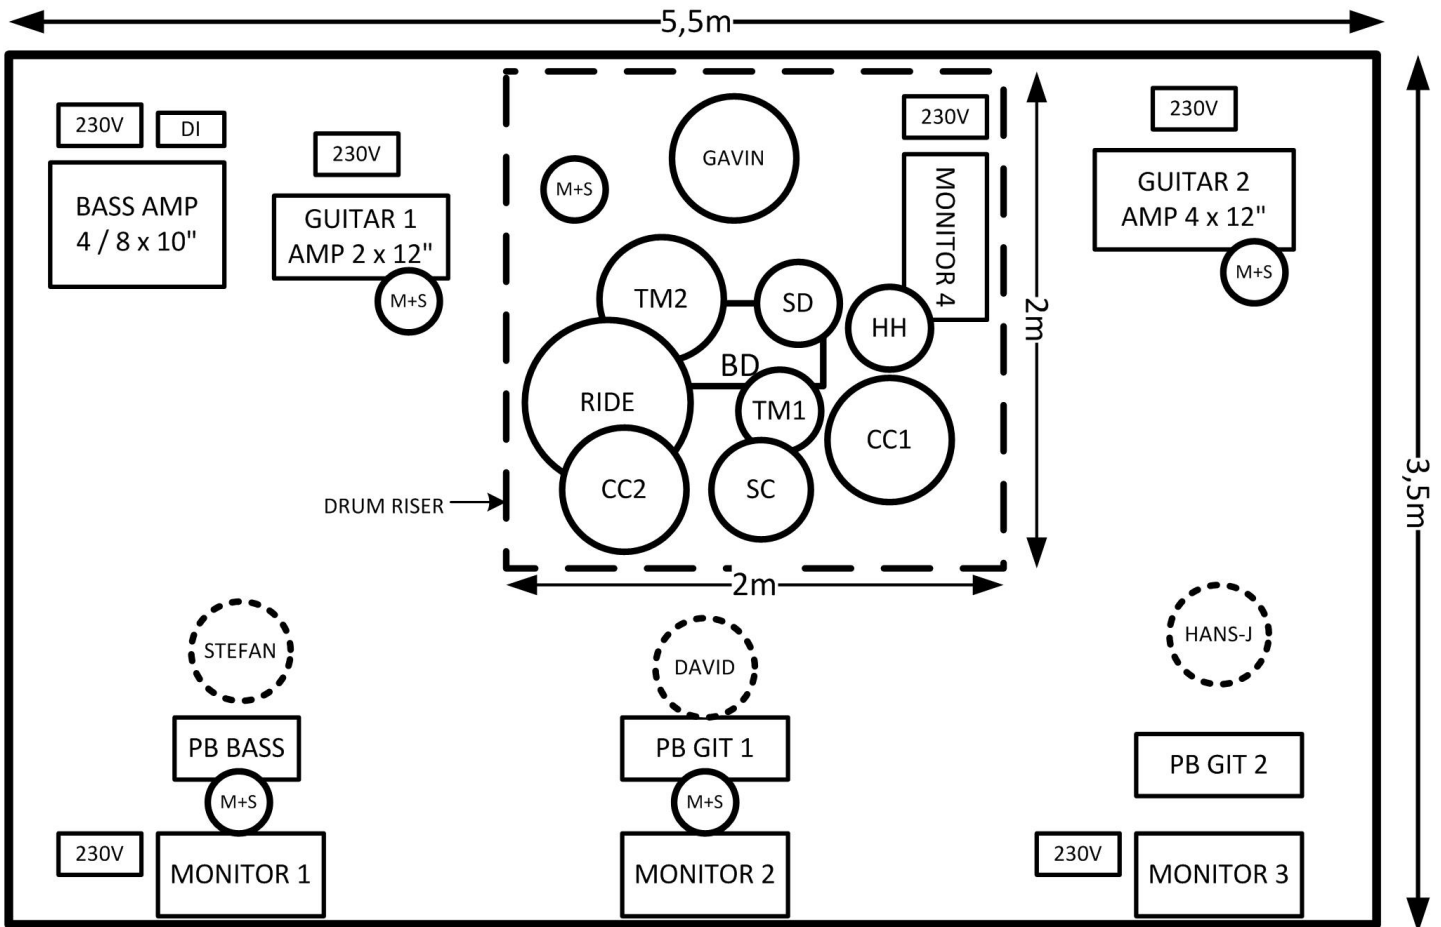 5,5m
230V
DI
230V
GAVIN
230V
230V
M+S
BASS AMP
4 / 8 x 10"
GUITAR 1
AMP 2 x 12"
M+S
MONITOR 4
GUITAR 2
AMP 4 x 12"
M+S
TM2
SD
HH
2m
BD
RIDE
TM1
CC1
CC2
SC
DRUM RISER
3,5m
2m
STEFAN
DAVID
HANS-J
PB BASS
PB GIT 1
PB GIT 2
M+S
M+S
230V
MONITOR 1
MONITOR 2
230V
MONITOR 3